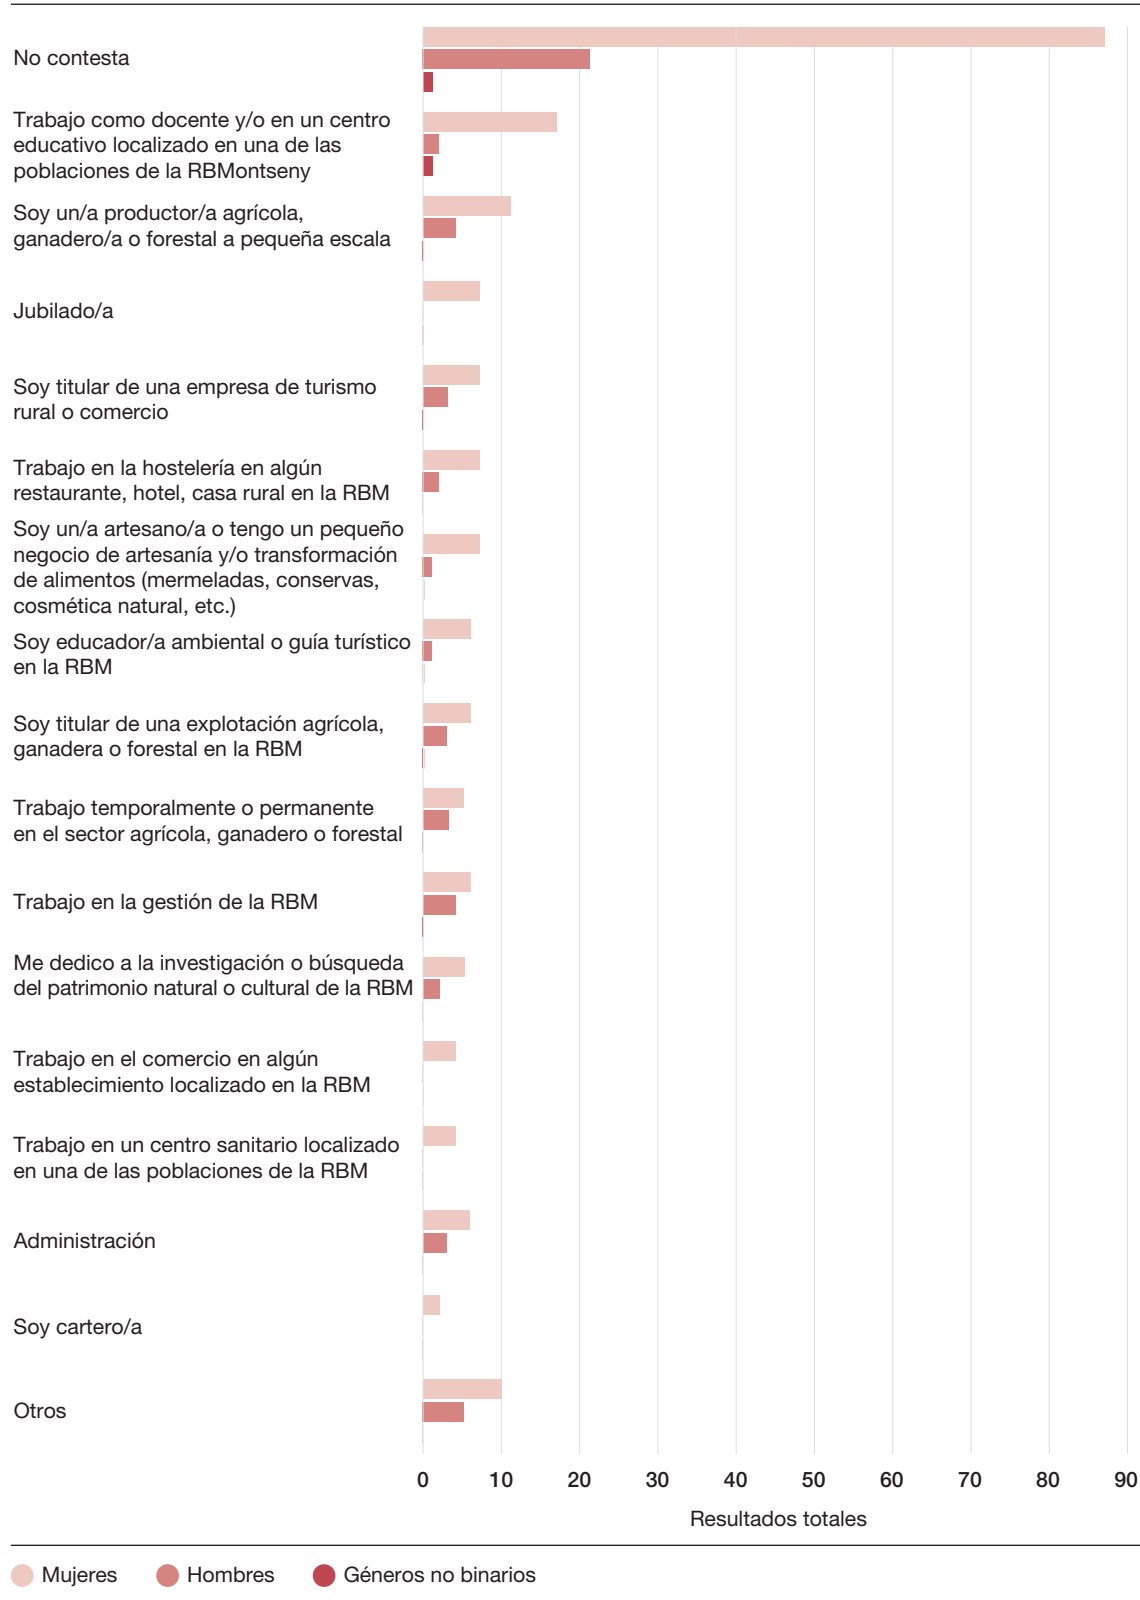 No contesta
Trabajo como docente y/o en un centro
educativo localizado en una de las
poblaciones de la RBMontseny
Soy un/a productor/a agrícola,
ganadero/a o forestal a pequeña escala
Jubilado/a
Soy titular de una empresa de turismo
rural o comercio
Trabajo en la hostelería en algún
restaurante, hotel, casa rural en la RBM
Soy un/a artesano/a o tengo un pequeño
negocio de artesanía y/o transformación
de alimentos (mermeladas, conservas,
cosmética natural, etc.)
Soy educador/a ambiental o guía turístico
en la RBM
Soy titular de una explotación agrícola,
ganadera o forestal en la RBM
Trabajo temporalmente o permanente
en el sector agrícola, ganadero o forestal
Trabajo en la gestión de la RBM
Me dedico a la investigación o búsqueda
del patrimonio natural o cultural de la RBM
Trabajo en el comercio en algún
establecimiento localizado en la RBM
Trabajo en un centro sanitario localizado
en una de las poblaciones de la RBM
Administración
Soy cartero/a
Otros
0 10 20 30 40 50 60 70 80 90
Resultados totales
Mujeres Hombres Géneros no binarios